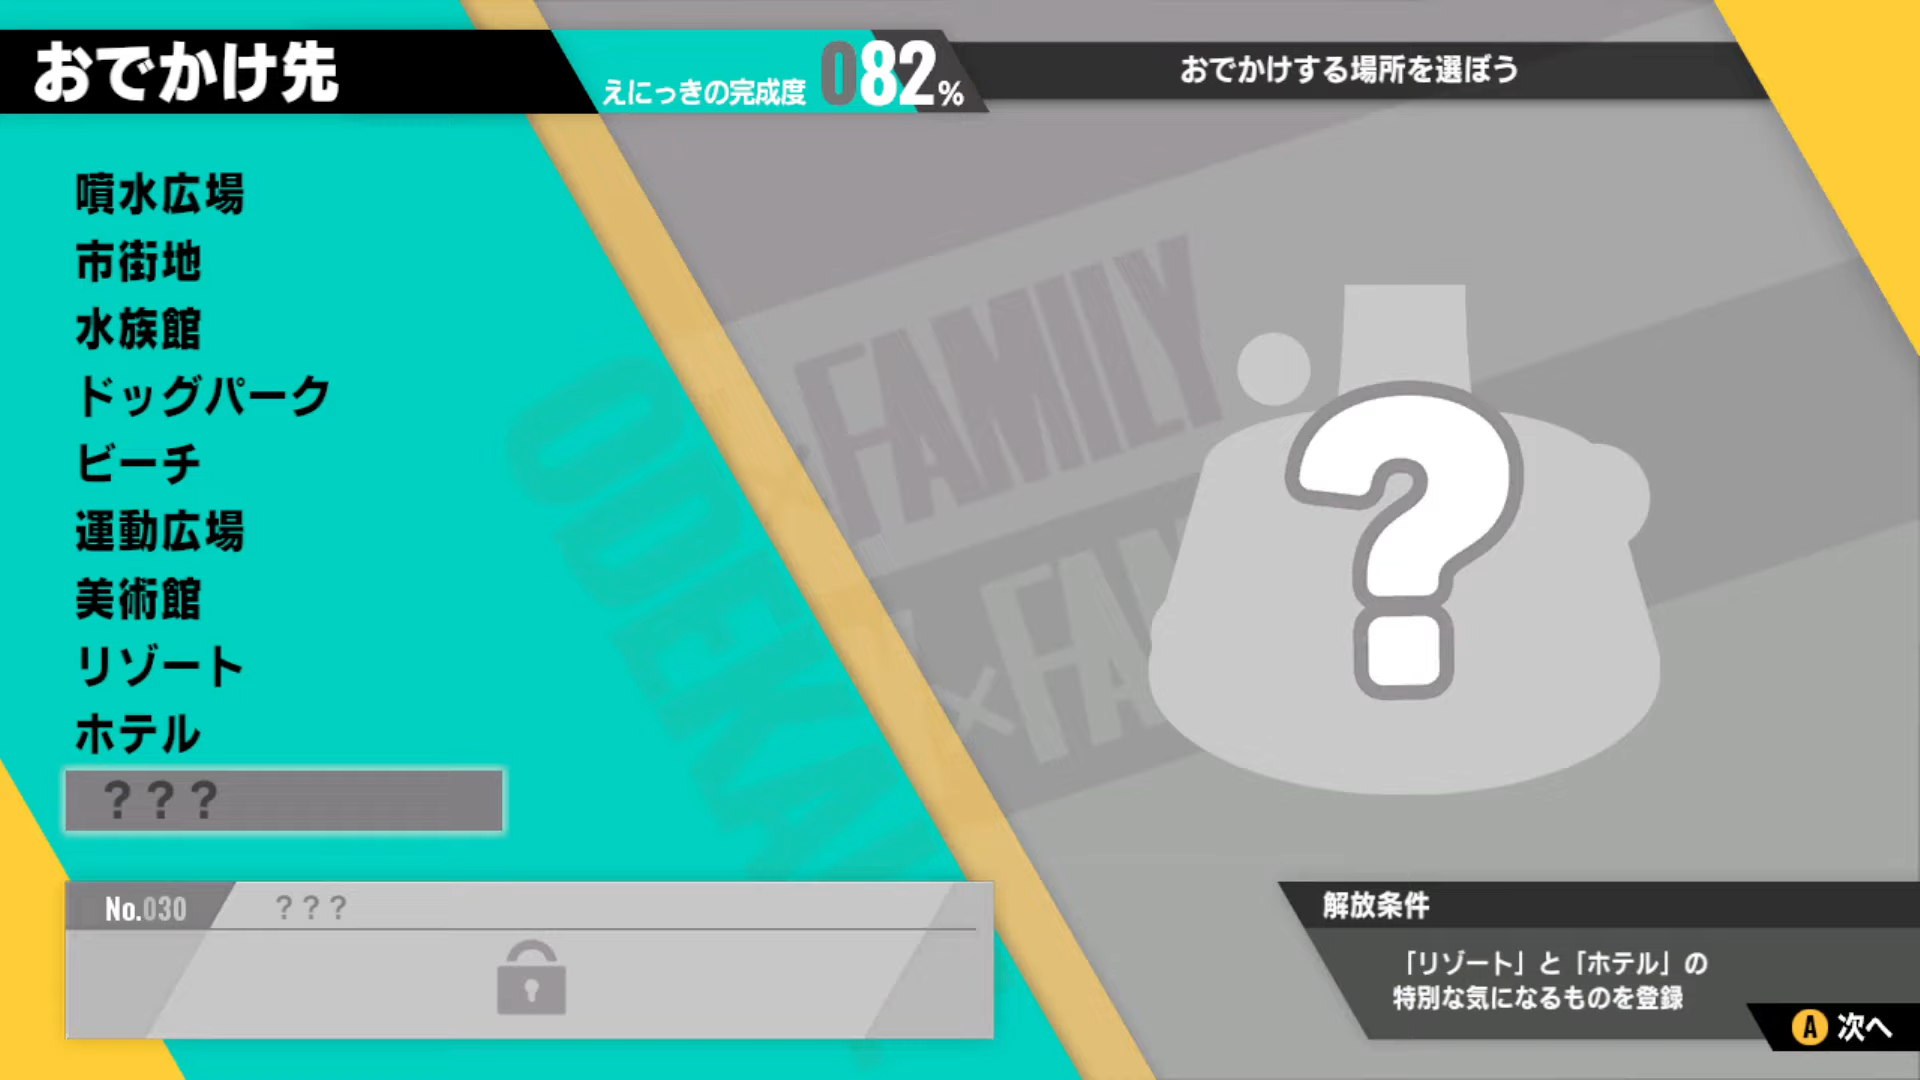 おでかけ先
えにっきの完成度 082%
おでかけする場所を選ぼう
噴水広場
市街地
水族館
ドッグパーク
ビーチ
運動広場
美術館
リゾート
ホテル
？？？
No.030 ？？？
解放条件
「リゾート」と「ホテル」の
特別な気になるものを登録
A 次へ
×FAMILY
×FA
ODEKA